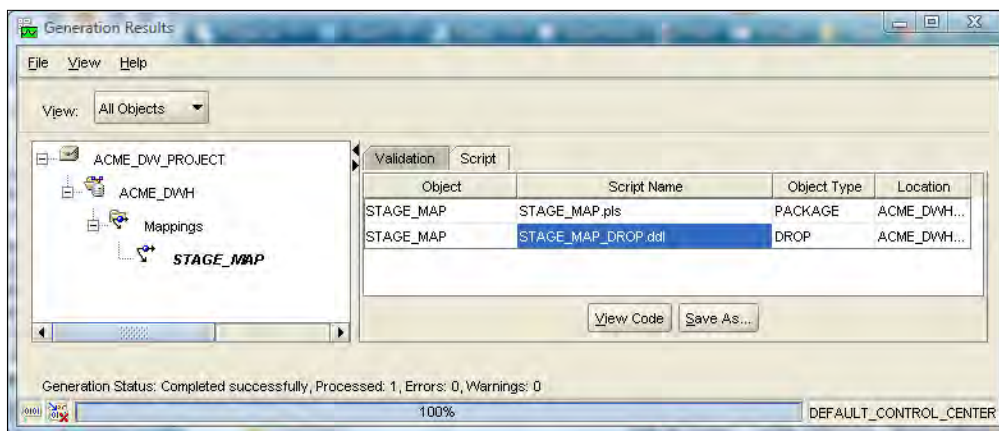 Generation Results
File View Help
View: All Objects
ACME_DW_PROJECT
ACME_DWH
Mappings
STAGE_MAP
Validation Script
Object Script Name Object Type Location
STAGE_MAP STAGE_MAP.pls PACKAGE ACME_DWH...
STAGE_MAP STAGE_MAP_DROP.ddl DROP ACME_DWH...
View Code Save As...
Generation Status: Completed successfully, Processed: 1, Errors: 0, Warnings: 0
100% DEFAULT_CONTROL_CENTER